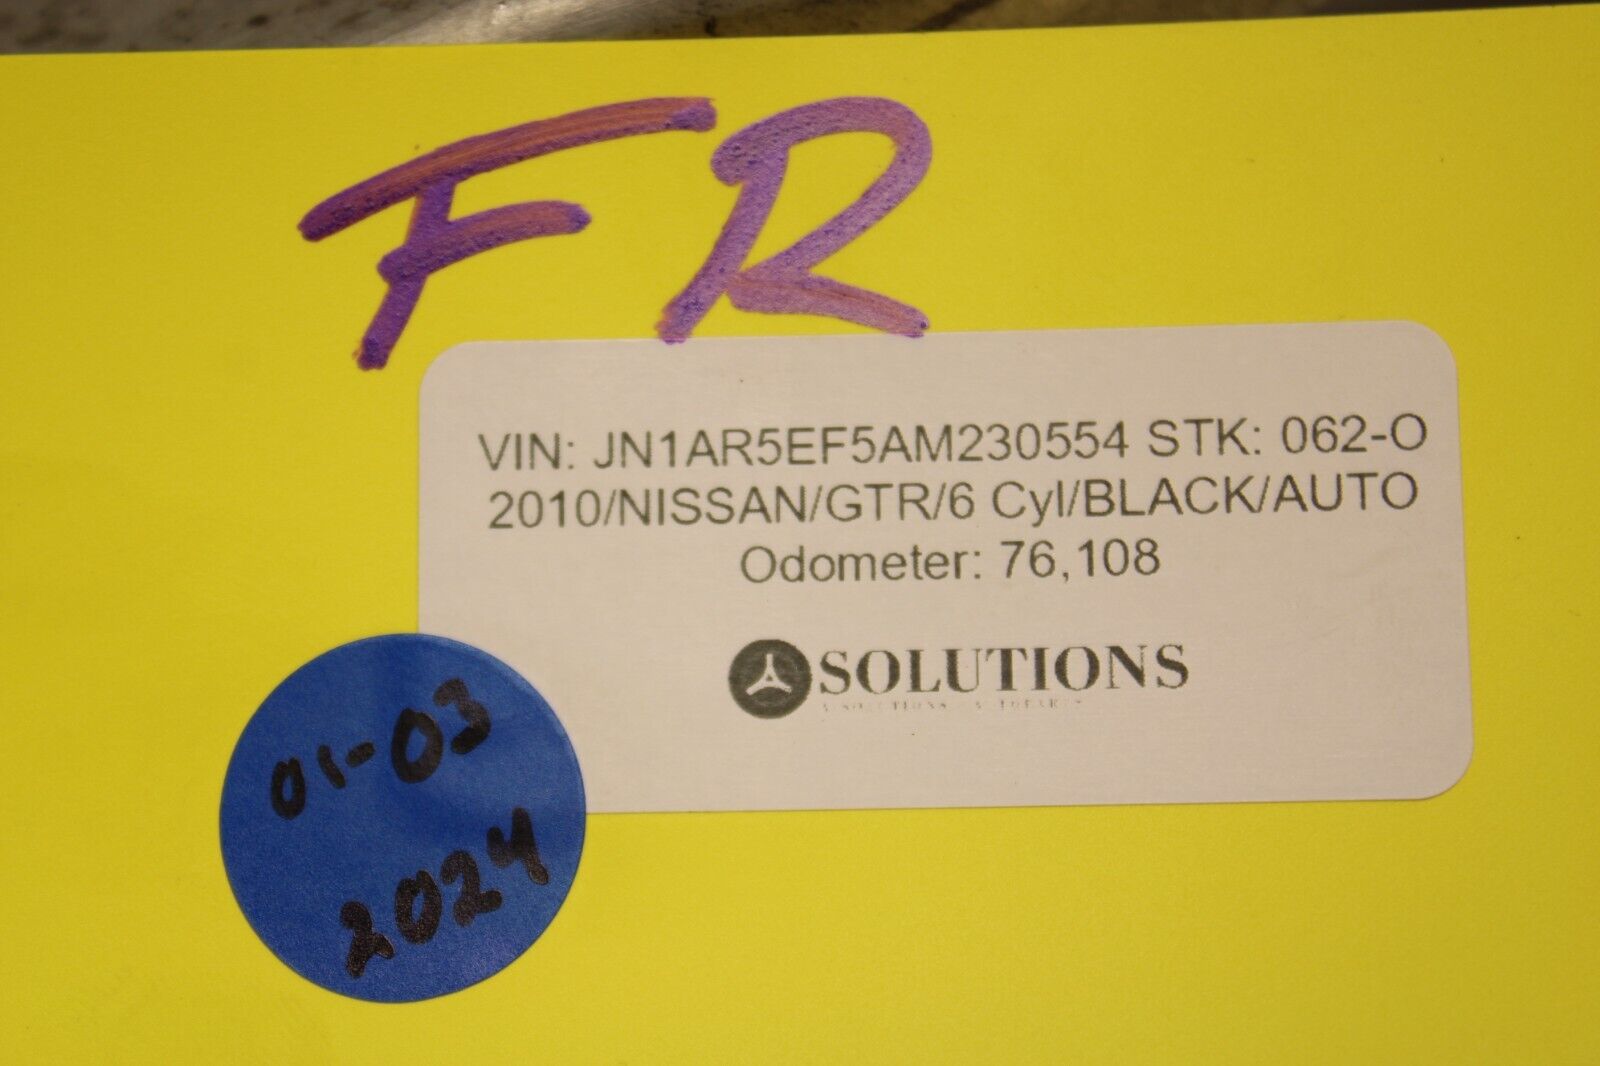 FR
VIN: JN1AR5EF5AM230554 STK: 062-O
2010/NISSAN/GTR/6 Cyl/BLACK/AUTO
Odometer: 76,108
SOLUTIONS
01-03
2024